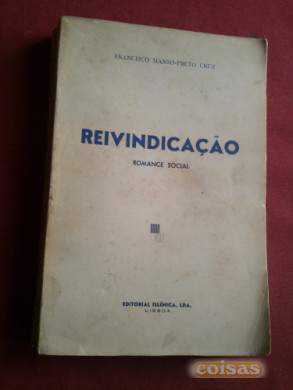 FRANCISCO MANSO-PRETO CRUZ
REIVINDICAÇÃO
ROMANCE SOCIAL
EDITORIAL ISLÉNICA, LDA.
LISBOA
coisas